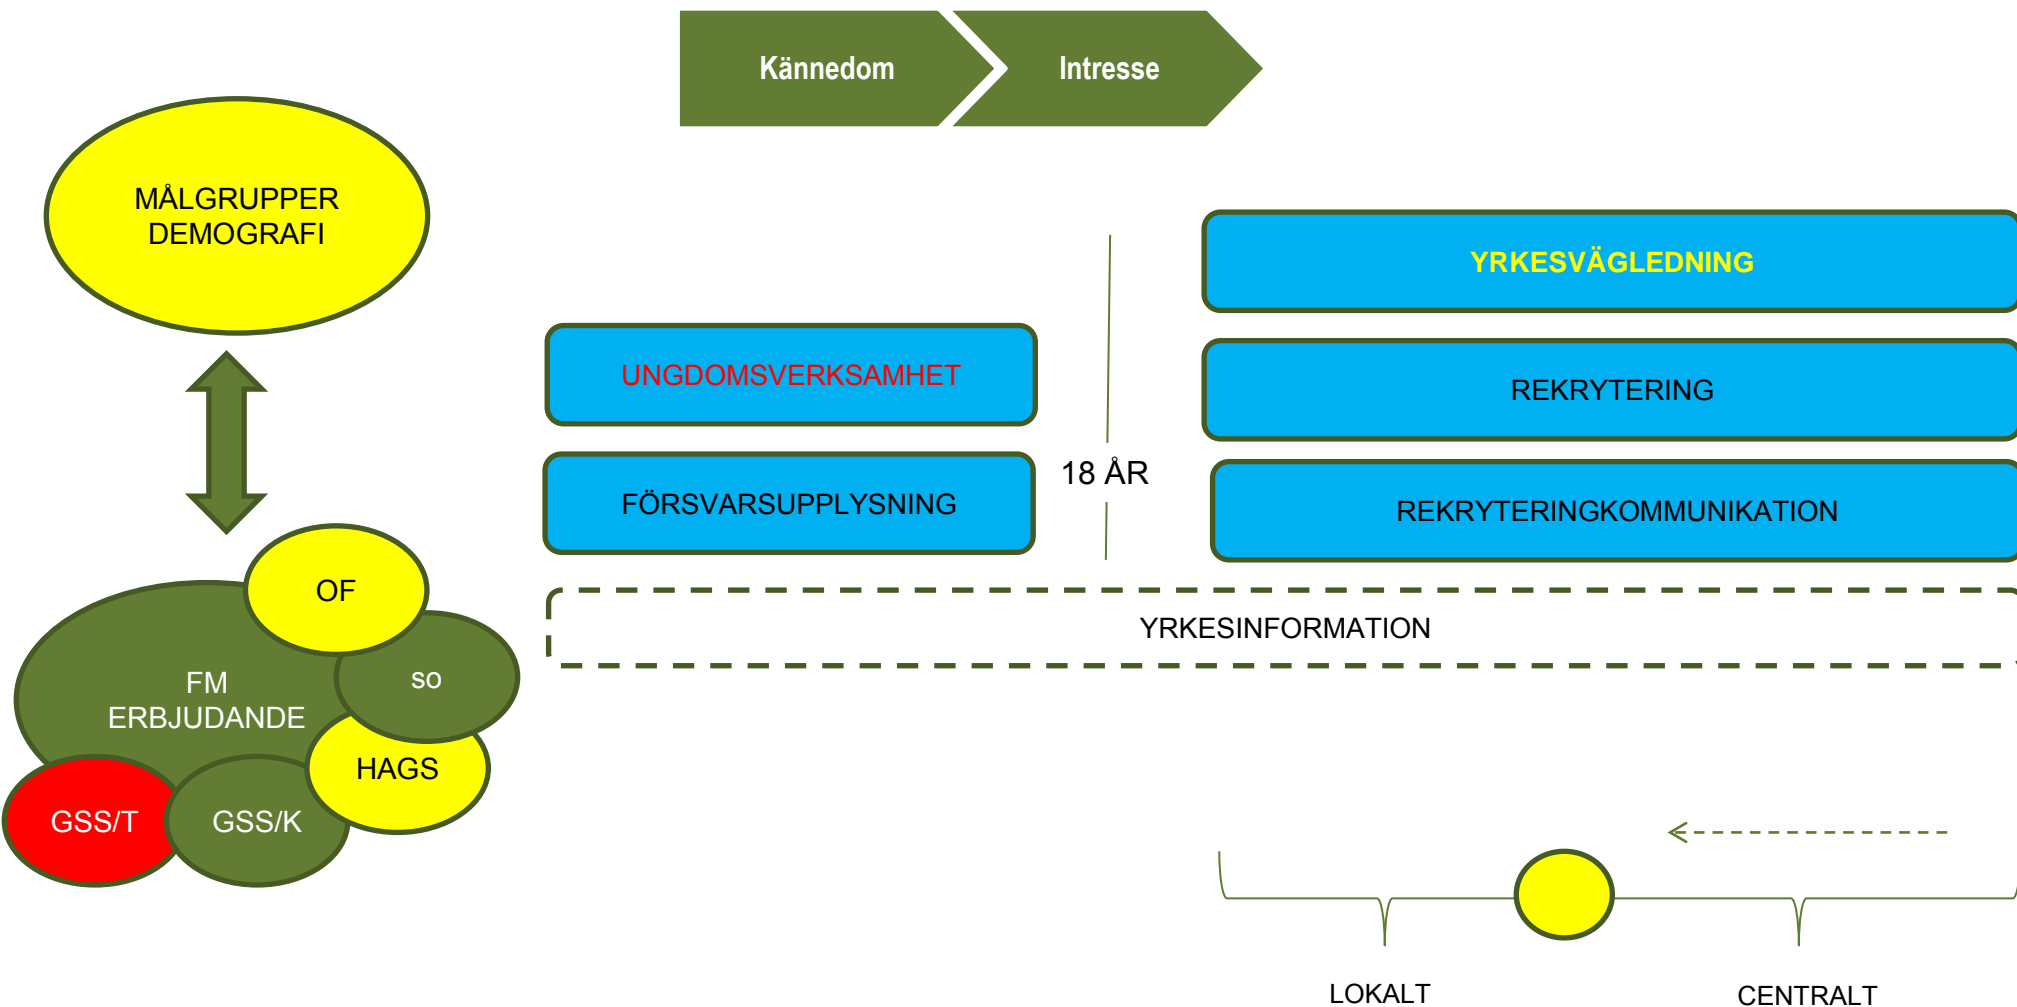 Kännedom
Intresse
MÅLGRUPPER
DEMOGRAFI
YRKESVÄGLEDNING
UNGDOMSVERKSAMHET
REKRYTERING
18 ÅR
FÖRSVARSUPPLYSNING
REKRYTERINGKOMMUNIKATION
OF
YRKESINFORMATION
so
FM
ERBJUDANDE
HAGS
GSS/T
GSS/K
LOKALT
CENTRALT